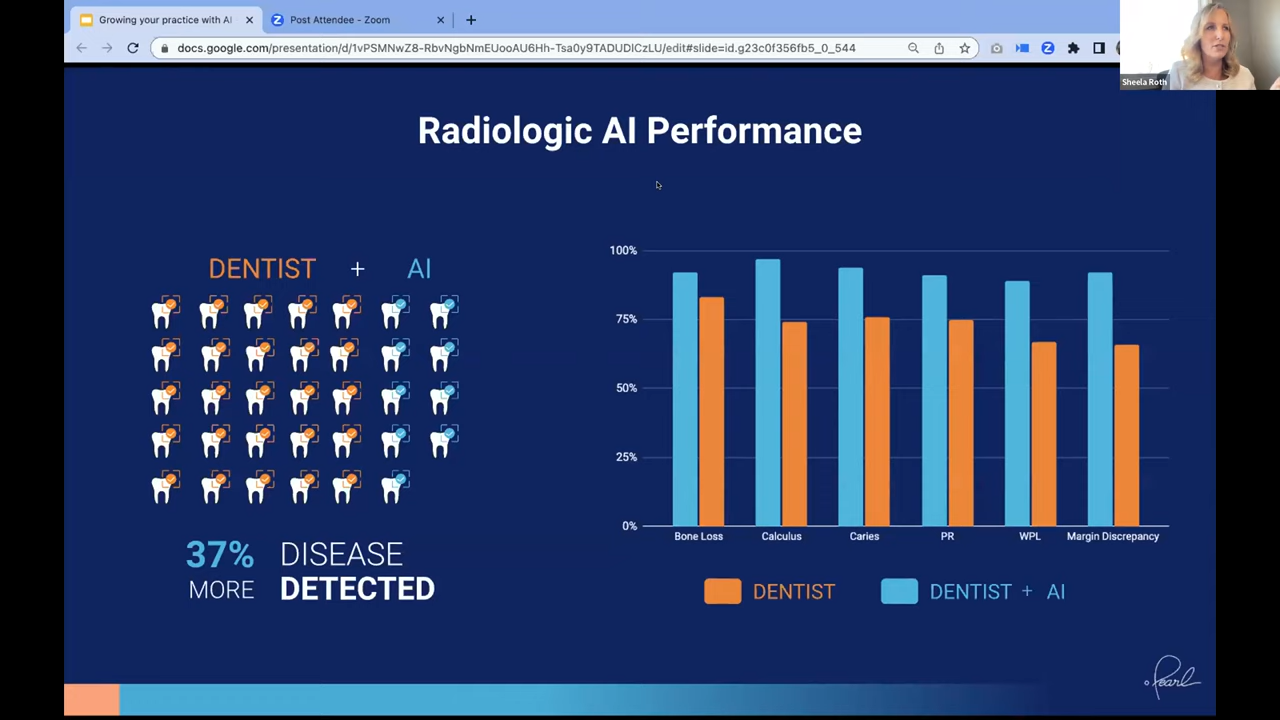 Growing your practice with AI
Post Attendee - Zoom
docs.google.com/presentation/d/1vPSMNwZ8-RbvNgbNmEUooAU6Hh-Tsa0y9TADUDlCzLU/edit#slide=id.g23c0f356fb5_0_544
Sheela Roth
Radiologic AI Performance
DENTIST + AI
37% MORE
DISEASE DETECTED
100%
75%
50%
25%
0%
Bone Loss
Calculus
Caries
PR
WPL
Margin Discrepancy
DENTIST
DENTIST + AI
Pearl